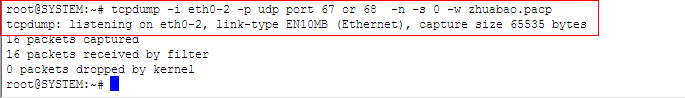 root@SYSTEM:~# tcpdump -i eth0-2 -p udp port 67 or 68  -n -s 0 -w zhuabao.pacp
tcpdump: listening on eth0-2, link-type EN10MB (Ethernet), capture size 65535 bytes
16 packets captured
16 packets received by filter
0 packets dropped by kernel
root@SYSTEM:~#